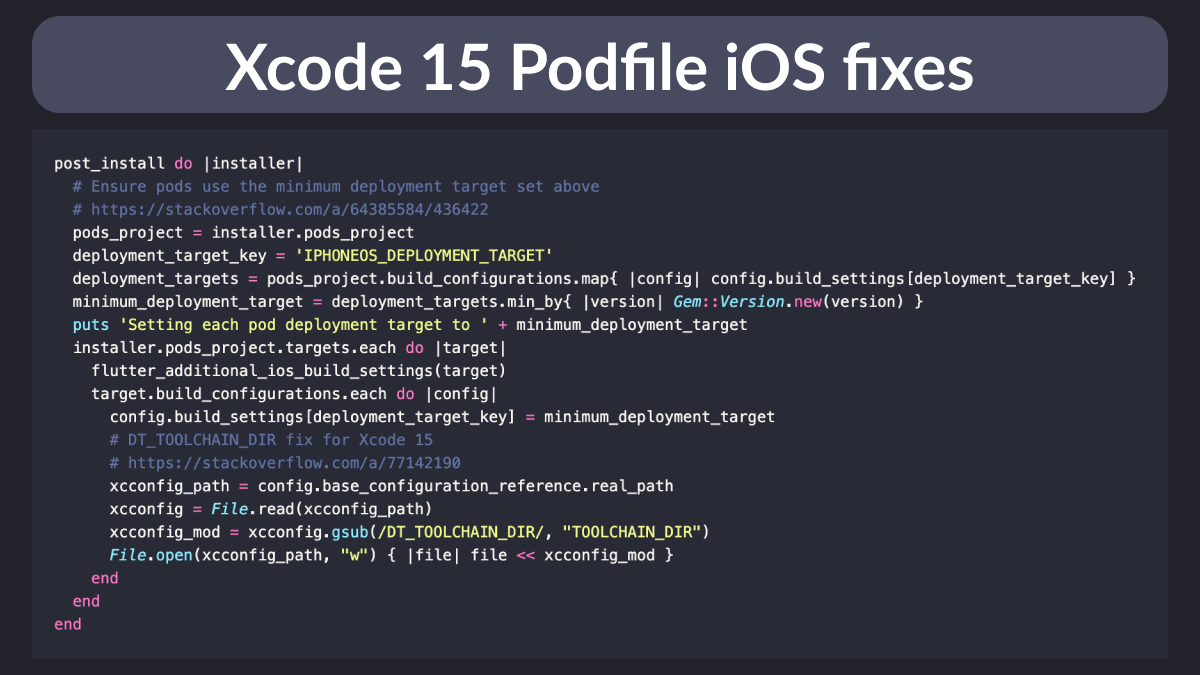 Xcode 15 Podfile iOS fixes
post_install do |installer|
  # Ensure pods use the minimum deployment target set above
  # https://stackoverflow.com/a/64385584/436422
  pods_project = installer.pods_project
  deployment_target_key = 'IPHONEOS_DEPLOYMENT_TARGET'
  deployment_targets = pods_project.build_configurations.map{ |config| config.build_settings[deployment_target_key] }
  minimum_deployment_target = deployment_targets.min_by{ |version| Gem::Version.new(version) }
  puts 'Setting each pod deployment target to ' + minimum_deployment_target
  installer.pods_project.targets.each do |target|
    flutter_additional_ios_build_settings(target)
    target.build_configurations.each do |config|
      config.build_settings[deployment_target_key] = minimum_deployment_target
      # DT_TOOLCHAIN_DIR fix for Xcode 15
      # https://stackoverflow.com/a/77142190
      xcconfig_path = config.base_configuration_reference.real_path
      xcconfig = File.read(xcconfig_path)
      xcconfig_mod = xcconfig.gsub(/DT_TOOLCHAIN_DIR/, "TOOLCHAIN_DIR")
      File.open(xcconfig_path, "w") { |file| file << xcconfig_mod }
    end
  end
end